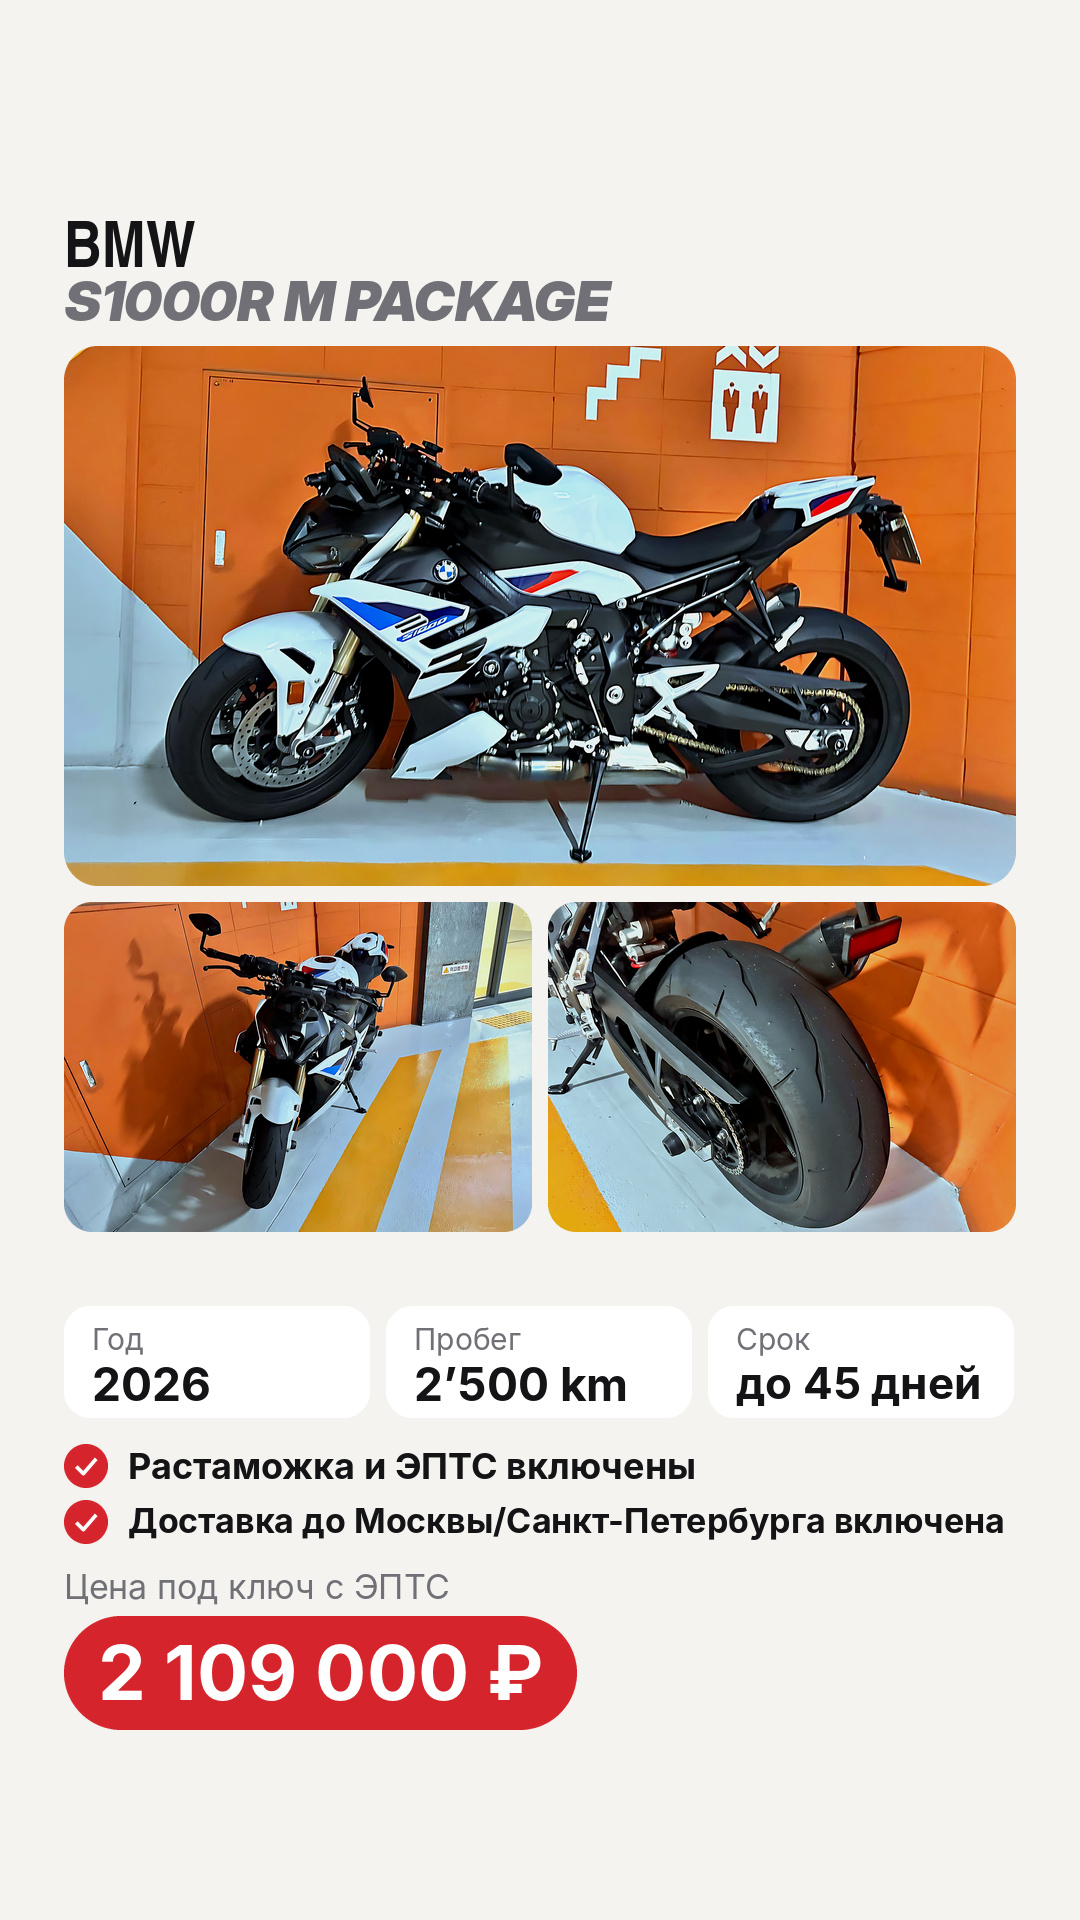 BMW
S1000R M PACKAGE
S1000
Год
2026
Пробег
2’500 km
Срок
до 45 дней
Растаможка и ЭПТС включены
Доставка до Москвы/Санкт-Петербурга включена
Цена под ключ с ЭПТС
2 109 000 ₽